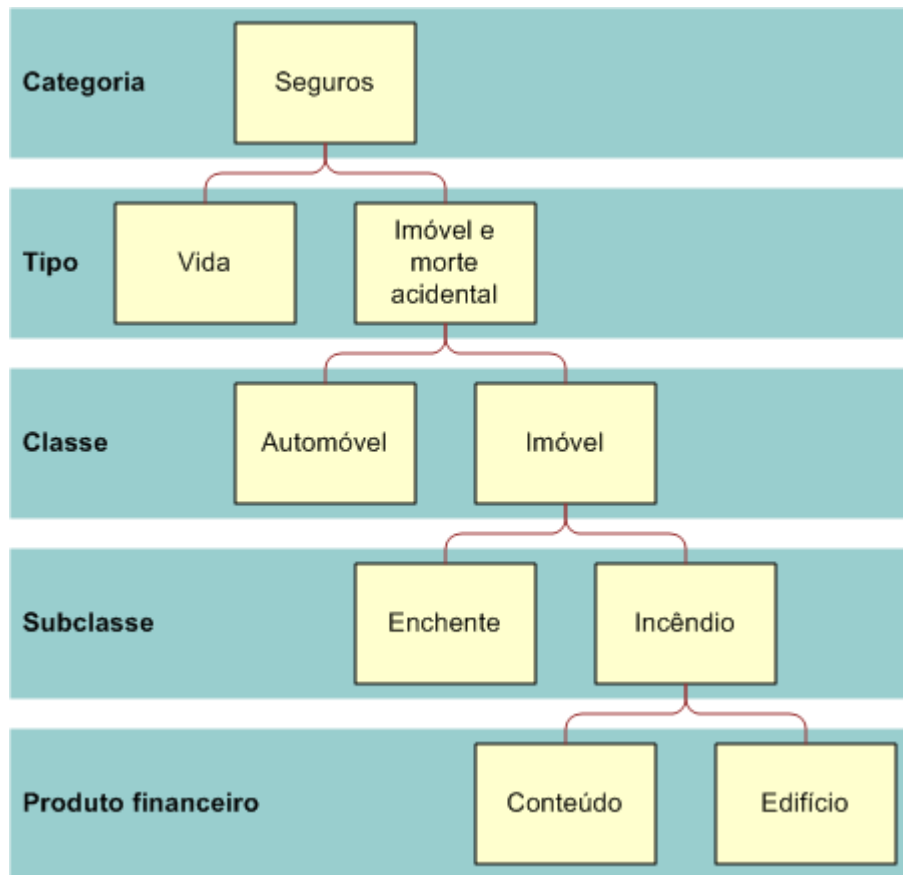 Categoria
Seguros
Tipo
Vida
Imóvel e
morte
acidental
Classe
Automóvel
Imóvel
Subclasse
Enchente
Incêndio
Produto financeiro
Conteúdo
Edifício